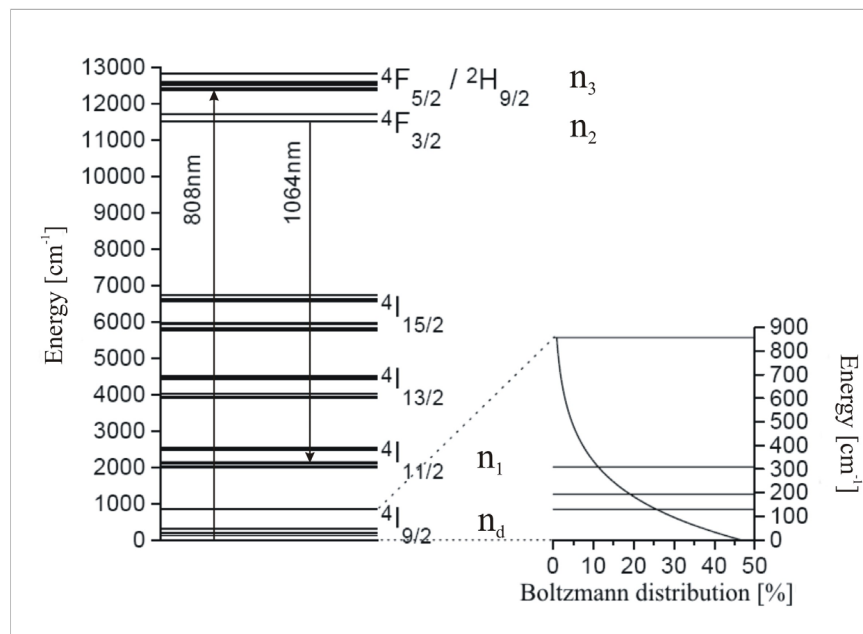 13000
12000
11000
10000
9000
8000
7000
6000
5000
4000
3000
2000
1000
0
Energy [cm-1]
808nm
1064nm
4F5/2 / 2H9/2 n3
4F3/2 n2
4I15/2
4I13/2
4I11/2 n1
4I9/2 nd
900
800
700
600
500
400
300
200
100
0
Energy [cm-1]
0 10 20 30 40 50
Boltzmann distribution [%]